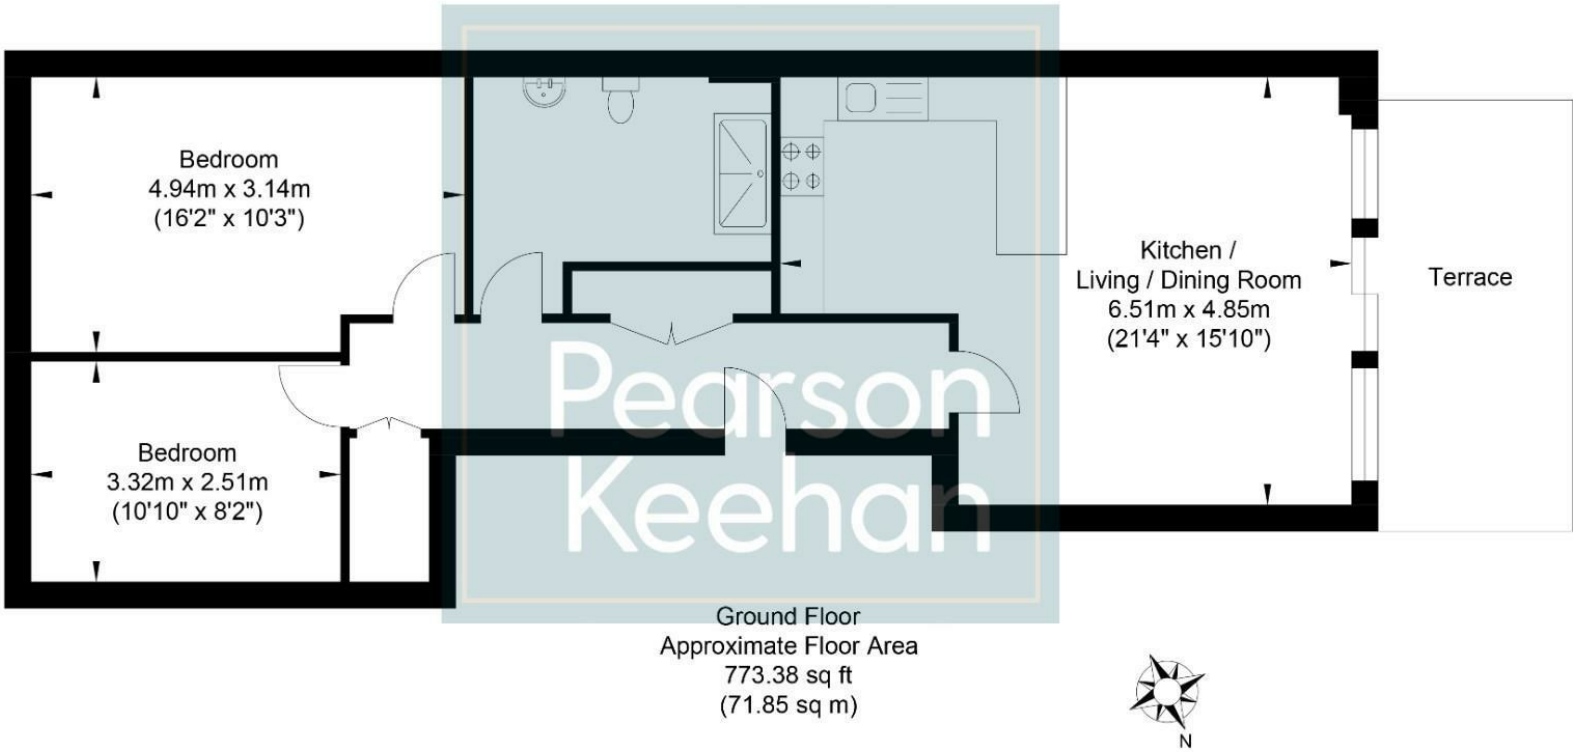 Bedroom
4.94m x 3.14m
(16'2" x 10'3")
Kitchen /
Living / Dining Room
6.51m x 4.85m
(21'4" x 15'10")
Terrace
Bedroom
3.32m x 2.51m
(10'10" x 8'2")
Pearson
Keehan
Ground Floor
Approximate Floor Area
773.38 sq ft
(71.85 sq m)
N